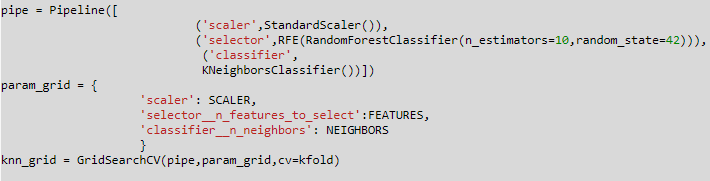 pipe = Pipeline([
('scaler',StandardScaler()),
('selector',RFE(RandomForestClassifier(n_estimators=10,random_state=42))),
('classifier',
KNeighborsClassifier())])
param_grid = {
'scaler': SCALER,
'selector__n_features_to_select':FEATURES,
'classifier__n_neighbors': NEIGHBORS
}
knn_grid = GridSearchCV(pipe,param_grid,cv=kfold)